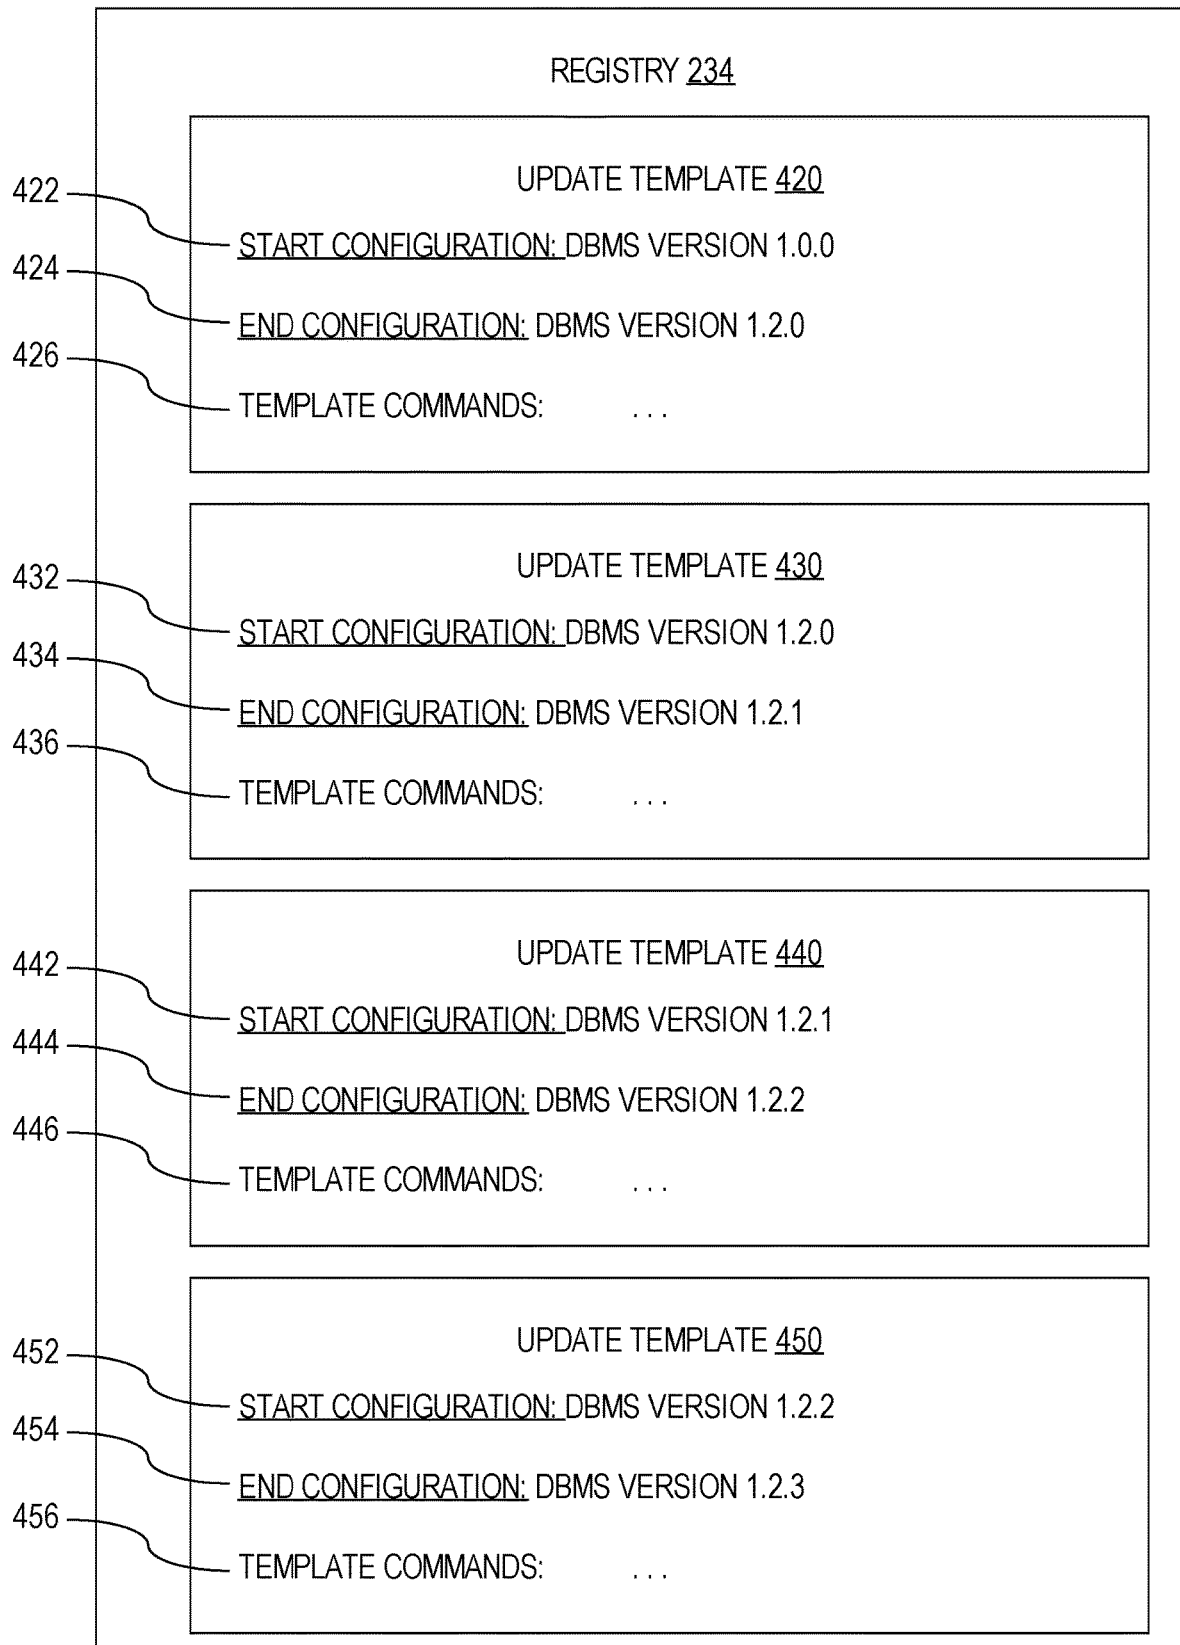 REGISTRY 234
UPDATE TEMPLATE 420
422
START CONFIGURATION: DBMS VERSION 1.0.0
424
END CONFIGURATION: DBMS VERSION 1.2.0
426
TEMPLATE COMMANDS: ...
UPDATE TEMPLATE 430
432
START CONFIGURATION: DBMS VERSION 1.2.0
434
END CONFIGURATION: DBMS VERSION 1.2.1
436
TEMPLATE COMMANDS: ...
UPDATE TEMPLATE 440
442
START CONFIGURATION: DBMS VERSION 1.2.1
444
END CONFIGURATION: DBMS VERSION 1.2.2
446
TEMPLATE COMMANDS: ...
UPDATE TEMPLATE 450
452
START CONFIGURATION: DBMS VERSION 1.2.2
454
END CONFIGURATION: DBMS VERSION 1.2.3
456
TEMPLATE COMMANDS: ...